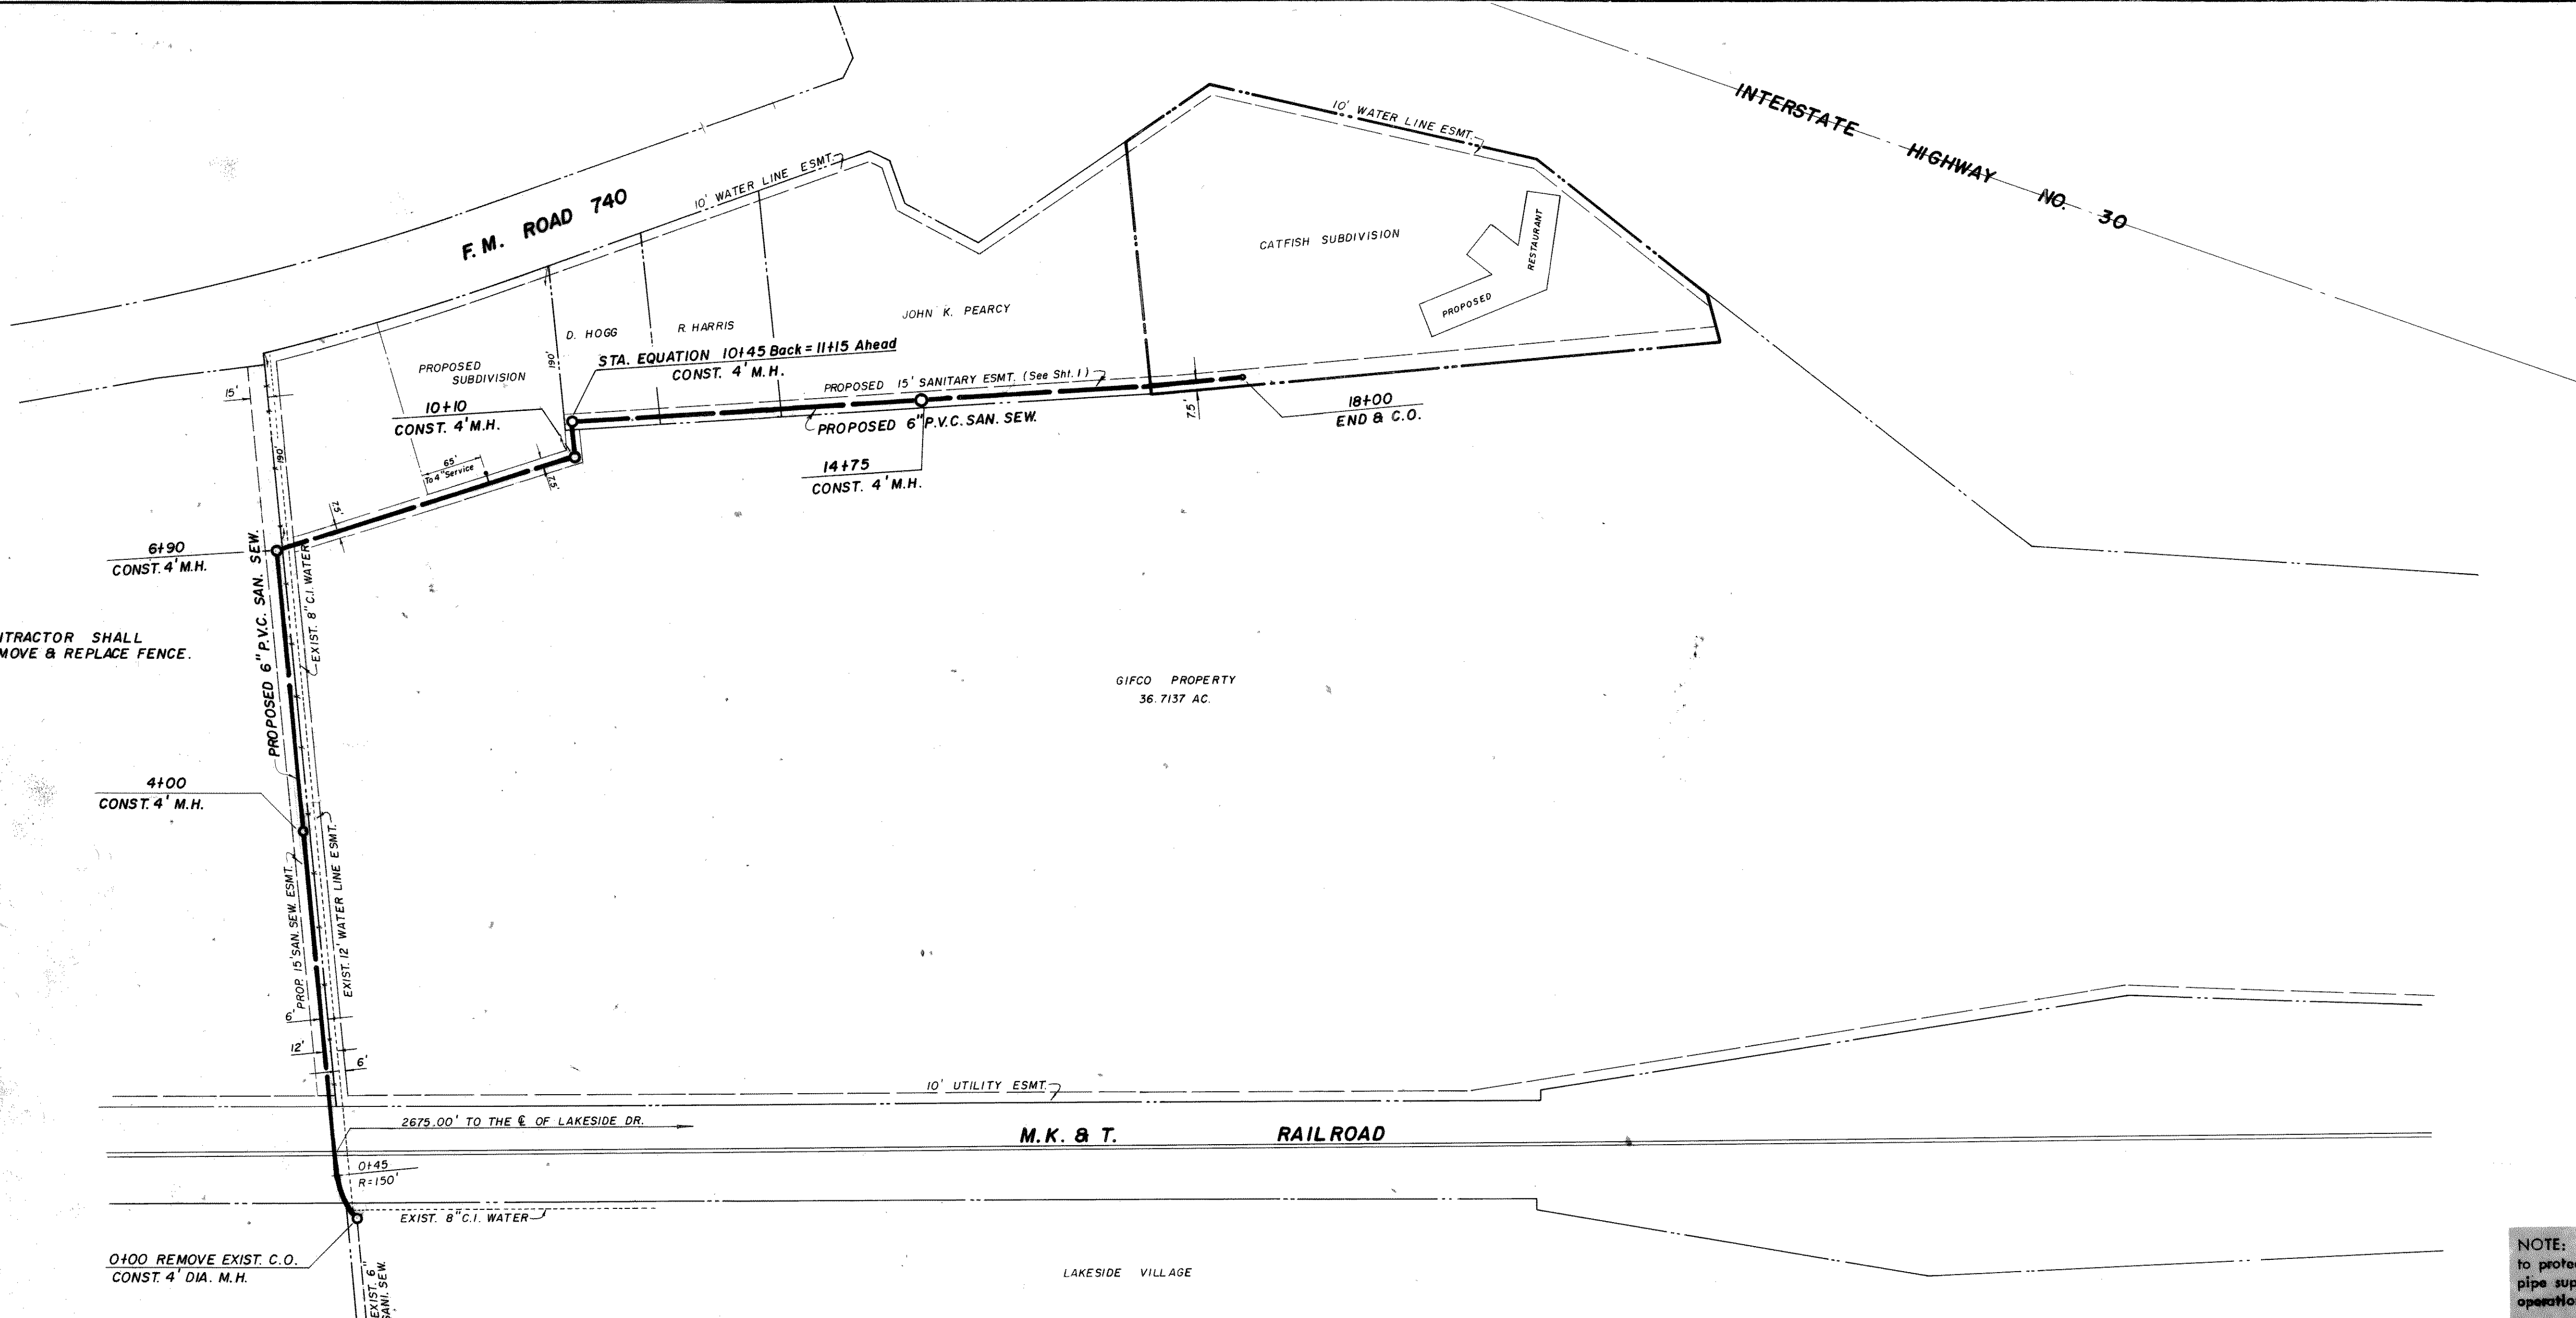 INTERSTATE HIGHWAY NO. 30
10' WATER LINE ESMT.
10' WATER LINE ESMT.
F.M. ROAD 740
CATFISH SUBDIVISION
PROPOSED
RESTAURANT
JOHN K. PEARCY
R. HARRIS
D. HOGG
190'
PROPOSED
SUBDIVISION
STA. EQUATION 10+45 Back = 11+15 Ahead
CONST. 4' M.H.
PROPOSED 15' SANITARY ESMT. (See Sht. 1)
PROPOSED 6" P.V.C. SAN. SEW.
15'
10+10
CONST. 4' M.H.
18+00
END & C.O.
7.5'
14+75
CONST. 4' M.H.
65'
To 4" Service
7.5'
7.5'
190'
6+90
CONST. 4' M.H.
PROPOSED 6" P.V.C. SAN. SEW.
EXIST. 8" C.I. WATER
SHALL
& REPLACE FENCE.
GIFCO PROPERTY
36.7137 AC.
4+00
CONST. 4' M.H.
PROP. 15' SAN. SEW. ESMT.
EXIST. 12' WATER LINE ESMT.
6'
12'
6'
10' UTILITY ESMT.
2675.00' TO THE ℄ OF LAKESIDE DR.
M.K. & T. RAILROAD
0+45
R=150'
EXIST. 8" C.I. WATER
0+00 REMOVE EXIST. C.O.
CONST. 4' DIA. M.H.
EXIST. 6"
SANI. SEW.
LAKESIDE VILLAGE
NOTE:
to
pipe